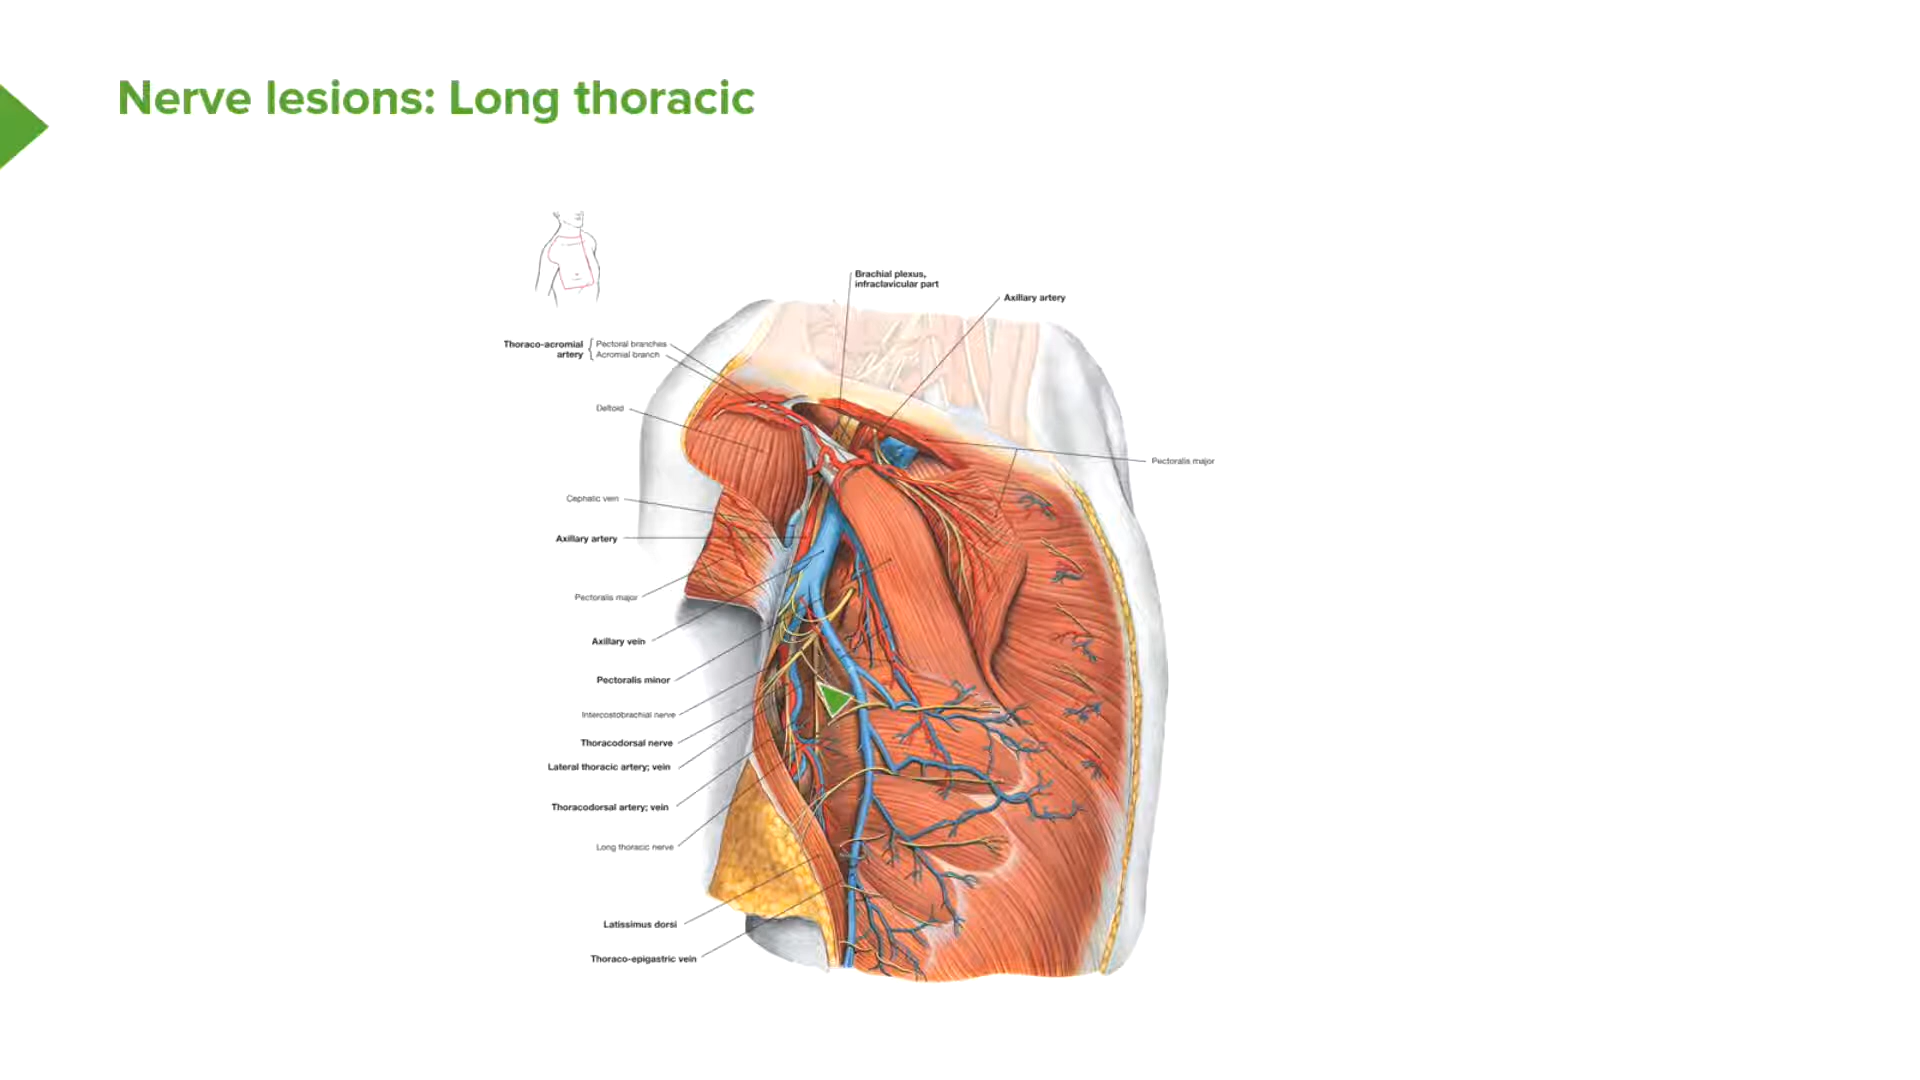 Nerve lesions: Long thoracic
Brachial plexus,
infraclavicular part
Axillary artery
Thoraco-acromial
artery
Pectoral branches
Acromial branch
Deltoid
Pectoralis major
Cephalic vein
Axillary artery
Pectoralis major
Axillary vein
Pectoralis minor
Intercostobrachial nerve
Thoracodorsal nerve
Lateral thoracic artery; vein
Thoracodorsal artery; vein
Long thoracic nerve
Latissimus dorsi
Thoraco-epigastric vein